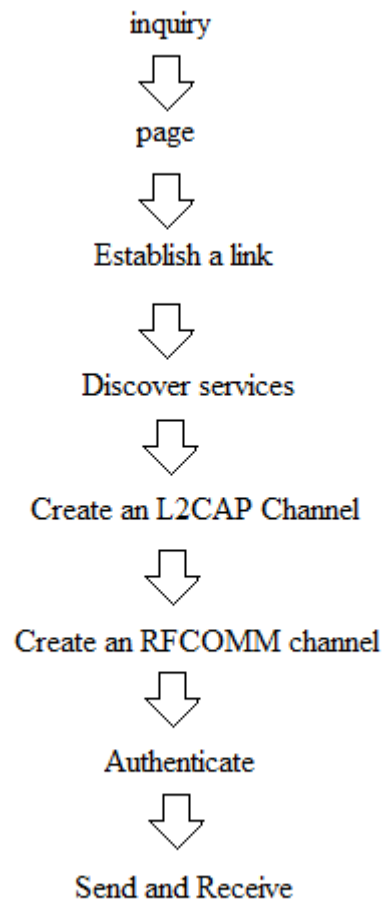 inquiry
page
Establish a link
Discover services
Create an L2CAP Channel
Create an RFCOMM channel
Authenticate
Send and Receive